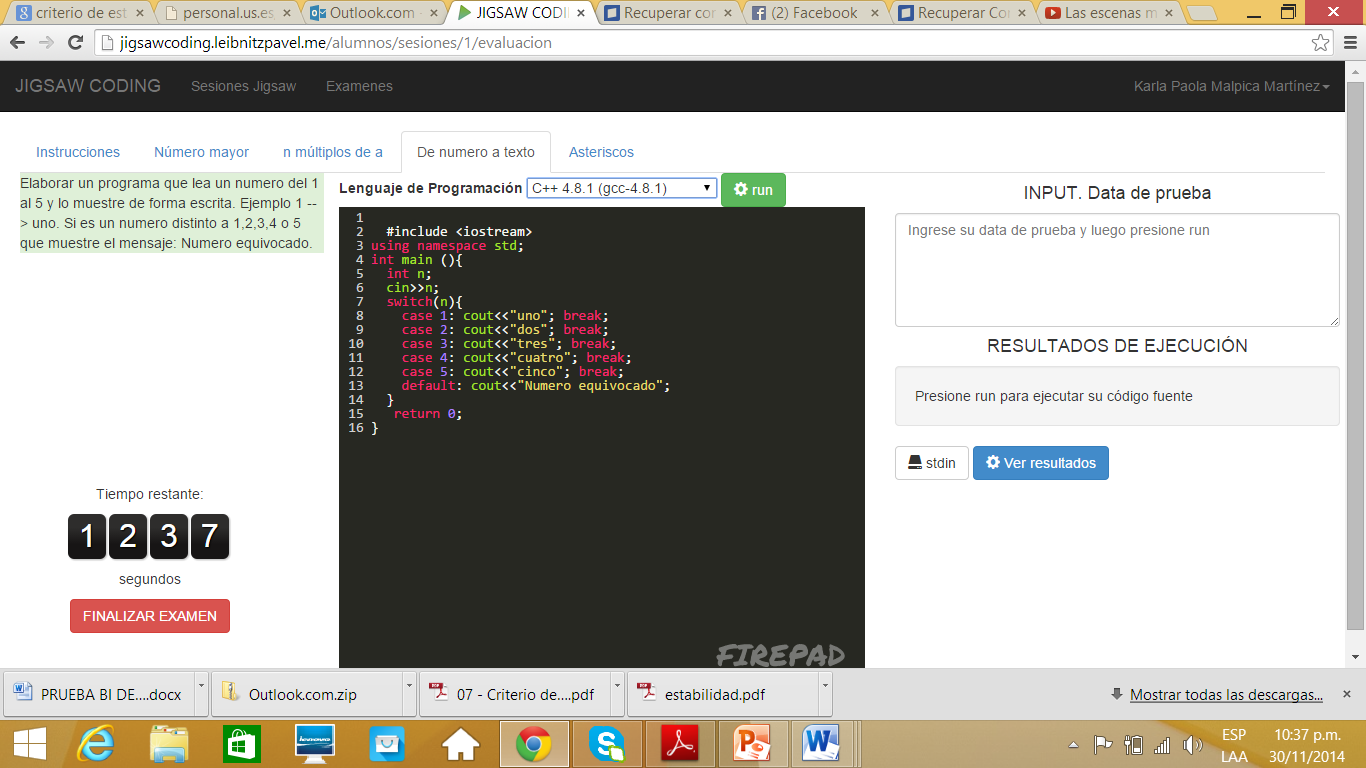 criterio de est
personal.us.es
Outlook.com -
JIGSAW CODI
Recuperar con
(2) Facebook
Recuperar Co
Las escenas m
jigsawcoding.leibnitzpavel.me/alumnos/sesiones/1/evaluacion
JIGSAW CODING
Sesiones Jigsaw
Examenes
Karla Paola Malpica Martínez
Instrucciones
Número mayor
n múltiplos de a
De numero a texto
Asteriscos
Elaborar un programa que lea un numero del 1
al 5 y lo muestre de forma escrita. Ejemplo 1 --
> uno. Si es un numero distinto a 1,2,3,4 o 5
que muestre el mensaje: Numero equivocado.
Tiempo restante:
1 2 3 7
segundos
FINALIZAR EXAMEN
Lenguaje de Programación C++ 4.8.1 (gcc-4.8.1) run
1
2 #include <iostream>
3 using namespace std;
4 int main (){
5 int n;
6 cin>>n;
7 switch(n){
8 case 1: cout<<"uno"; break;
9 case 2: cout<<"dos"; break;
10 case 3: cout<<"tres"; break;
11 case 4: cout<<"cuatro"; break;
12 case 5: cout<<"cinco"; break;
13 default: cout<<"Numero equivocado";
14 }
15 return 0;
16 }
FIREPAD
INPUT. Data de prueba
Ingrese su data de prueba y luego presione run
RESULTADOS DE EJECUCIÓN
Presione run para ejecutar su código fuente
stdin
Ver resultados
PRUEBA BI DE....docx
Outlook.com.zip
07 - Criterio de....pdf
estabilidad.pdf
Mostrar todas las descargas...
ESP
LAA
10:37 p.m.
30/11/2014